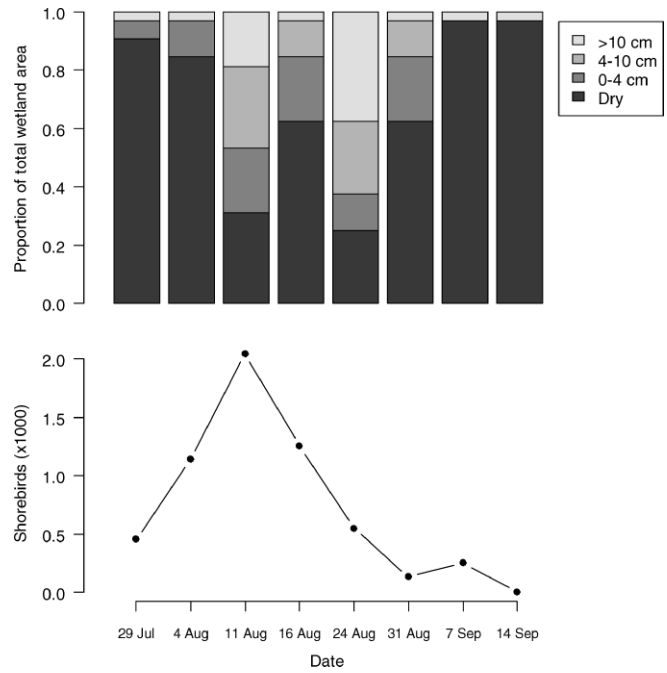 1.0
0.8
0.6
0.4
0.2
0.0
Proportion of total wetland area
>10 cm
4-10 cm
0-4 cm
Dry
2.0
1.5
1.0
0.5
0.0
Shorebirds (x1000)
29 Jul 4 Aug 11 Aug 16 Aug 24 Aug 31 Aug 7 Sep 14 Sep
Date